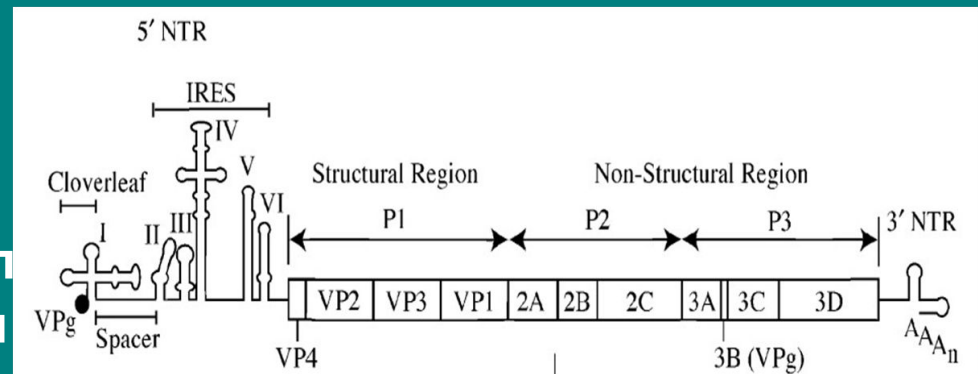 5′ NTR
IRES
IV
V
Cloverleaf
Structural Region
Non-Structural Region
I
II
III
VI
P1
P2
P3
3′ NTR
VP2
VP3
VP1
2A
2B
2C
3A
3C
3D
VPg
Spacer
VP4
3B (VPg)
AAAn